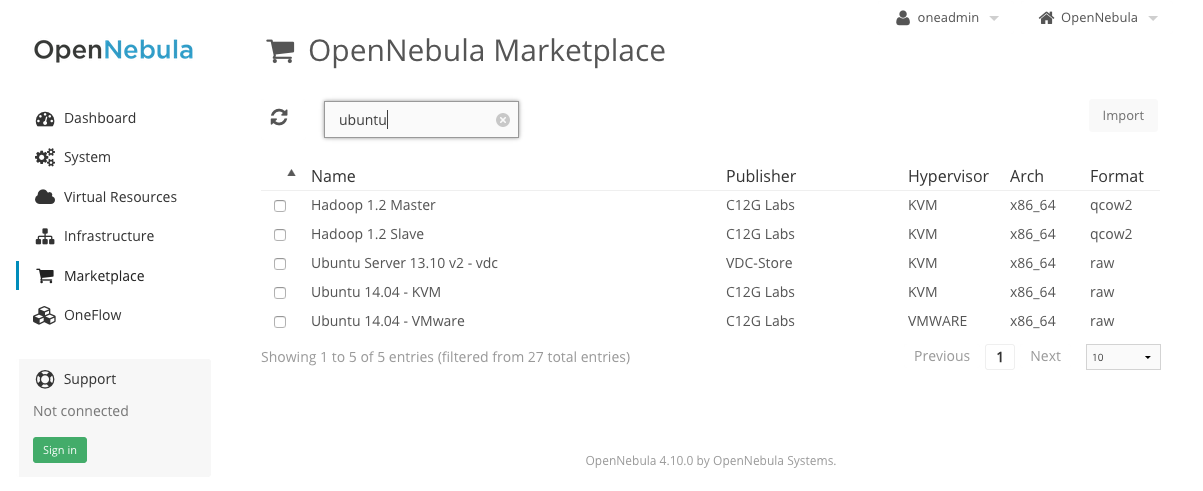 oneadmin OpenNebula
OpenNebula
OpenNebula Marketplace
Dashboard
System
Virtual Resources
Infrastructure
Marketplace
OneFlow
Support
Not connected
Sign in
ubuntu
Import
Name Publisher Hypervisor Arch Format
Hadoop 1.2 Master C12G Labs KVM x86_64 qcow2
Hadoop 1.2 Slave C12G Labs KVM x86_64 qcow2
Ubuntu Server 13.10 v2 - vdc VDC-Store KVM x86_64 raw
Ubuntu 14.04 - KVM C12G Labs KVM x86_64 raw
Ubuntu 14.04 - VMware C12G Labs VMWARE x86_64 raw
Showing 1 to 5 of 5 entries (filtered from 27 total entries) Previous 1 Next 10
OpenNebula 4.10.0 by OpenNebula Systems.